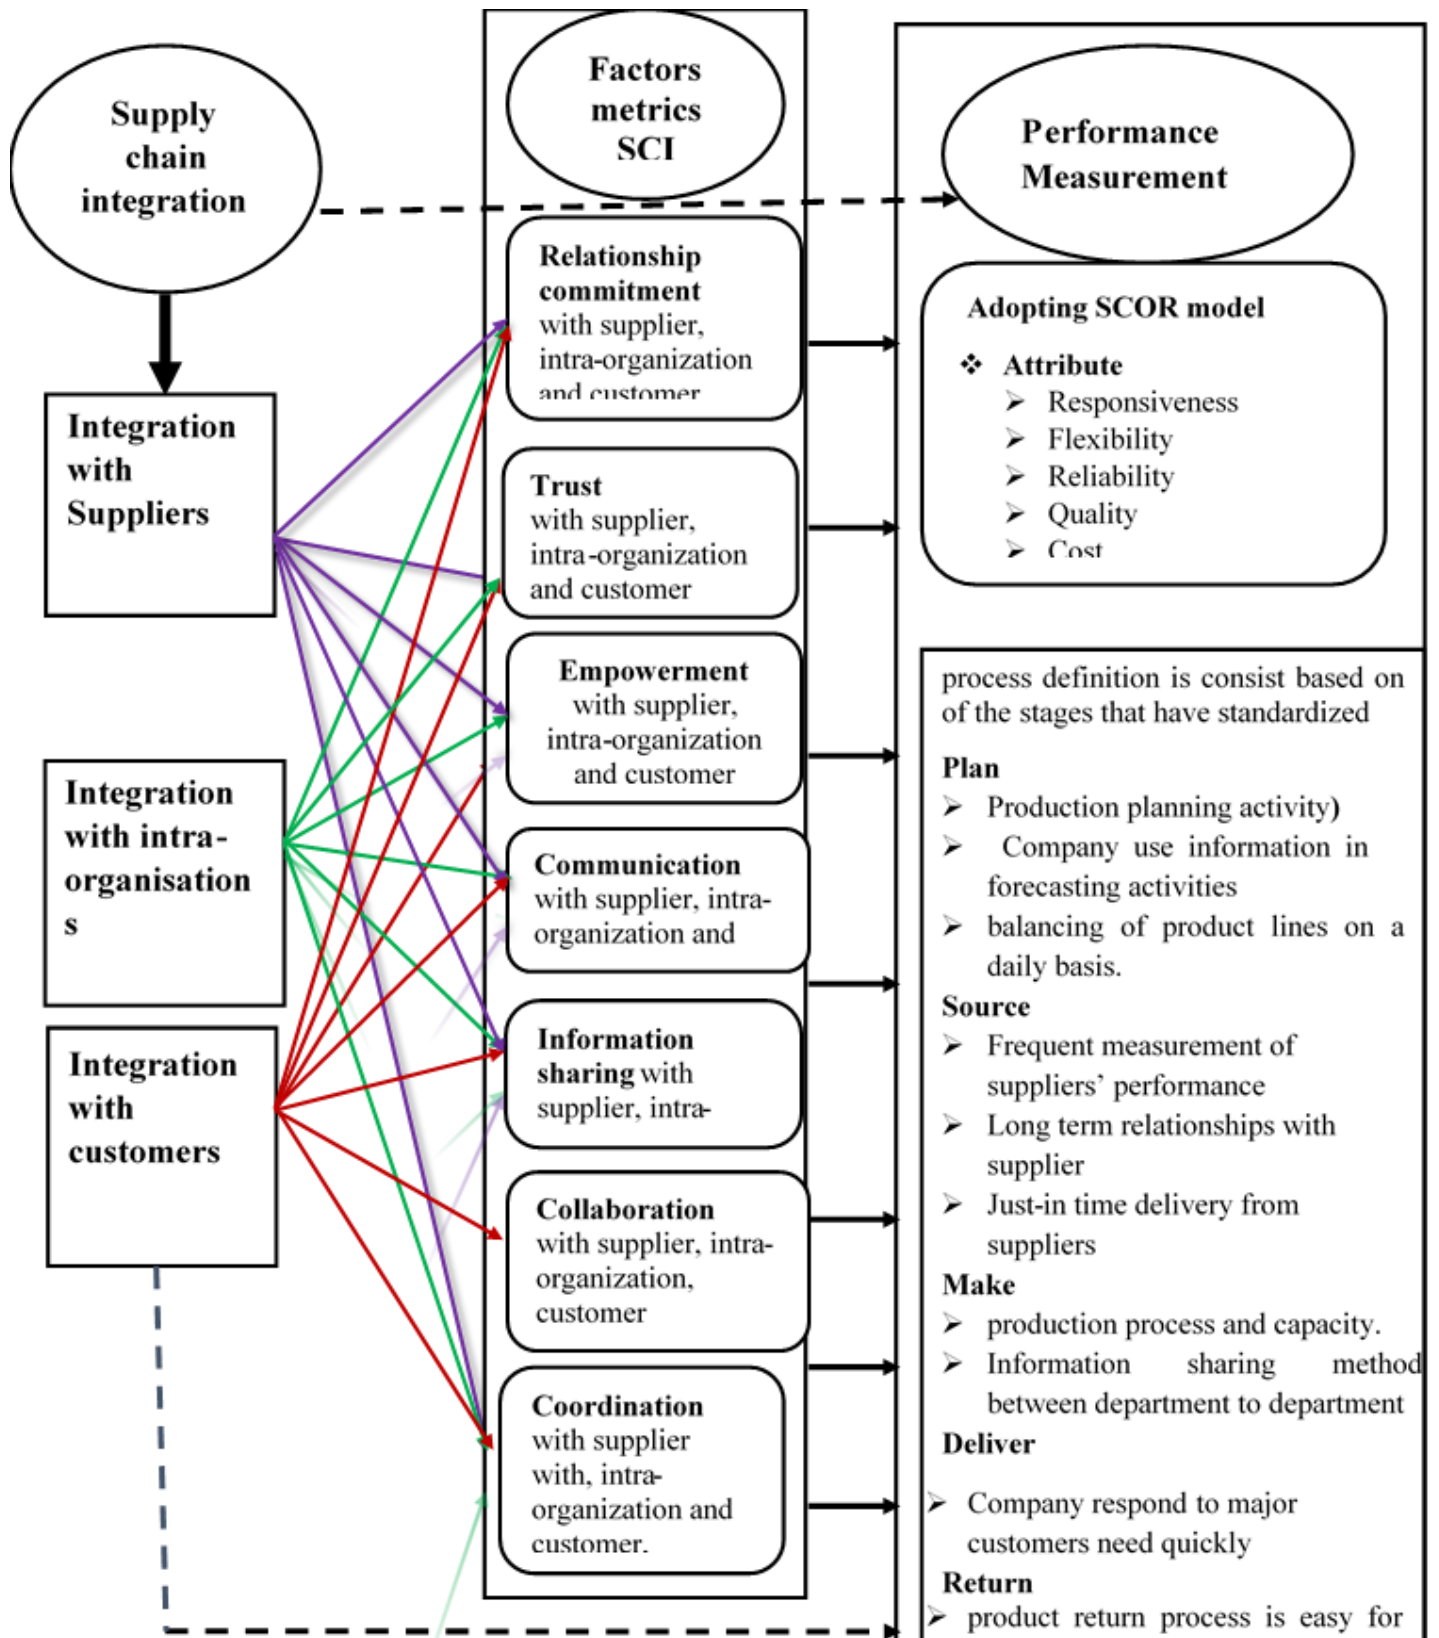 Supply
chain
integration
Integration
with
Suppliers
Integration
with intra-
organisation
s
Integration
with
customers
Factors
metrics
SCI
Relationship
commitment
with supplier,
intra-organization
and customer
Trust
with supplier,
intra-organization
and customer
Empowerment
with supplier,
intra-organization
and customer
Communication
with supplier, intra-
organization and
Information
sharing with
supplier, intra-
Collaboration
with supplier, intra-
organization,
customer
Coordination
with supplier
with, intra-
organization and
customer.
Performance
Measurement
Adopting SCOR model
❖ Attribute
➢ Responsiveness
➢ Flexibility
➢ Reliability
➢ Quality
➢ Cost
process definition is consist based on
of the stages that have standardized
Plan
➢ Production planning activity)
➢ Company use information in
forecasting activities
➢ balancing of product lines on a
daily basis.
Source
➢ Frequent measurement of
suppliers’ performance
➢ Long term relationships with
supplier
➢ Just-in time delivery from
suppliers
Make
➢ production process and capacity.
➢ Information sharing method
between department to department
Deliver
➢ Company respond to major
customers need quickly
Return
➢ product return process is easy for